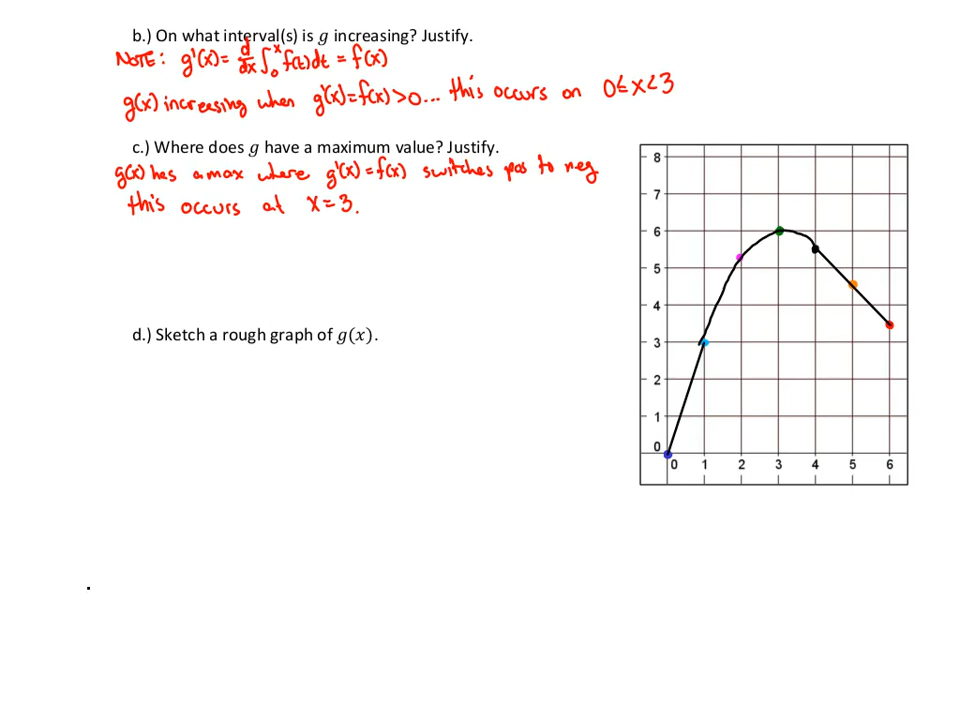 b.) On what interval(s) is g increasing? Justify.
NOTE: g'(x) = d/dx ∫₀ˣ f(t)dt = f(x)
g(x) increasing when g'(x)=f(x)>0... this occurs on 0≤x<3
c.) Where does g have a maximum value? Justify.
g(x) has a max where g'(x)=f(x) switches pos to neg
this occurs at x=3.
d.) Sketch a rough graph of g(x).
8
7
6
5
4
3
2
1
0
0 1 2 3 4 5 6